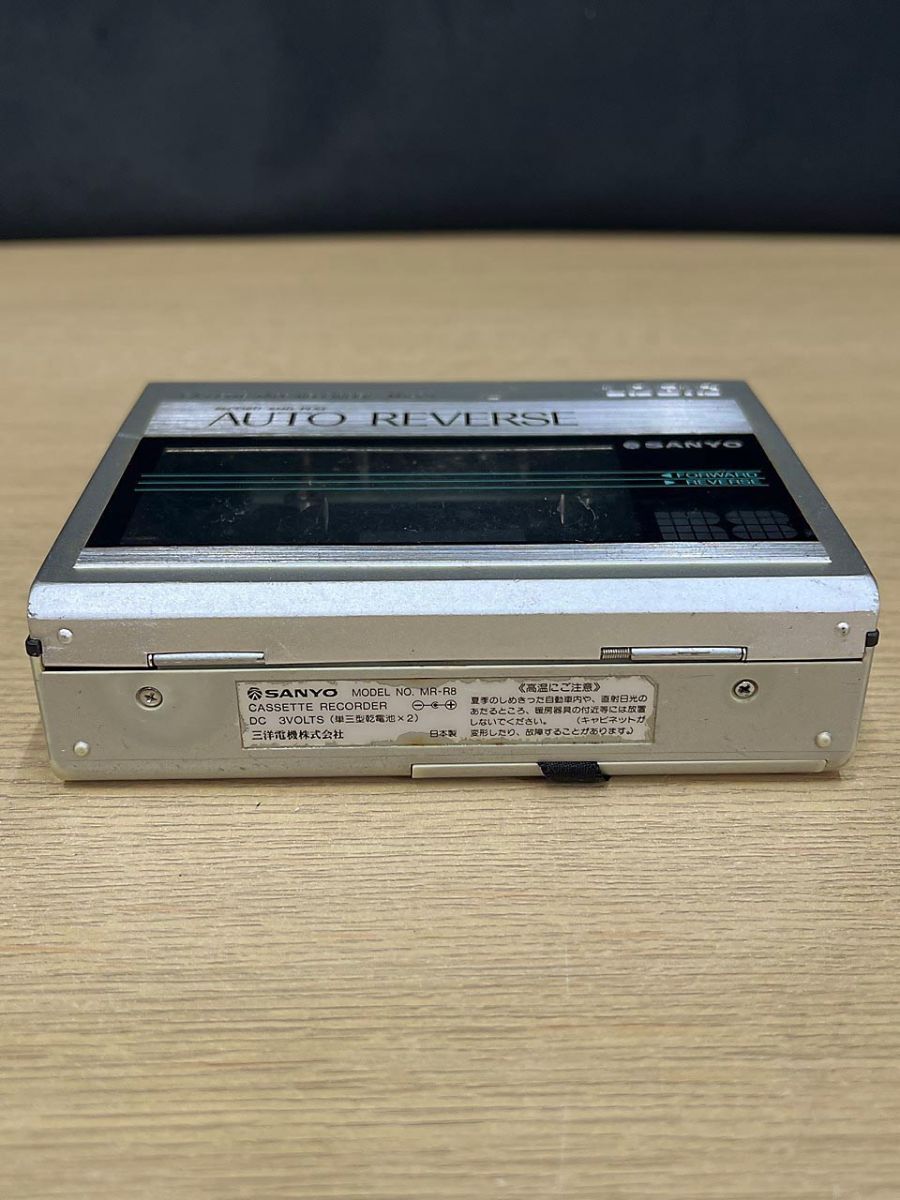 AUTO REVERSE
SANYO
◀ FORWARD
▶ REVERSE
SANYO MODEL NO. MR-R8
CASSETTE RECORDER
DC 3VOLTS (単三型乾電池×2)
三洋電機株式会社 日本製
《高温にご注意》
夏季のしめきった自動車内や、直射日光の
あたるところ、暖房器具の付近等には放置
しないでください。 (キャビネットが
変形したり、故障することがあります。)